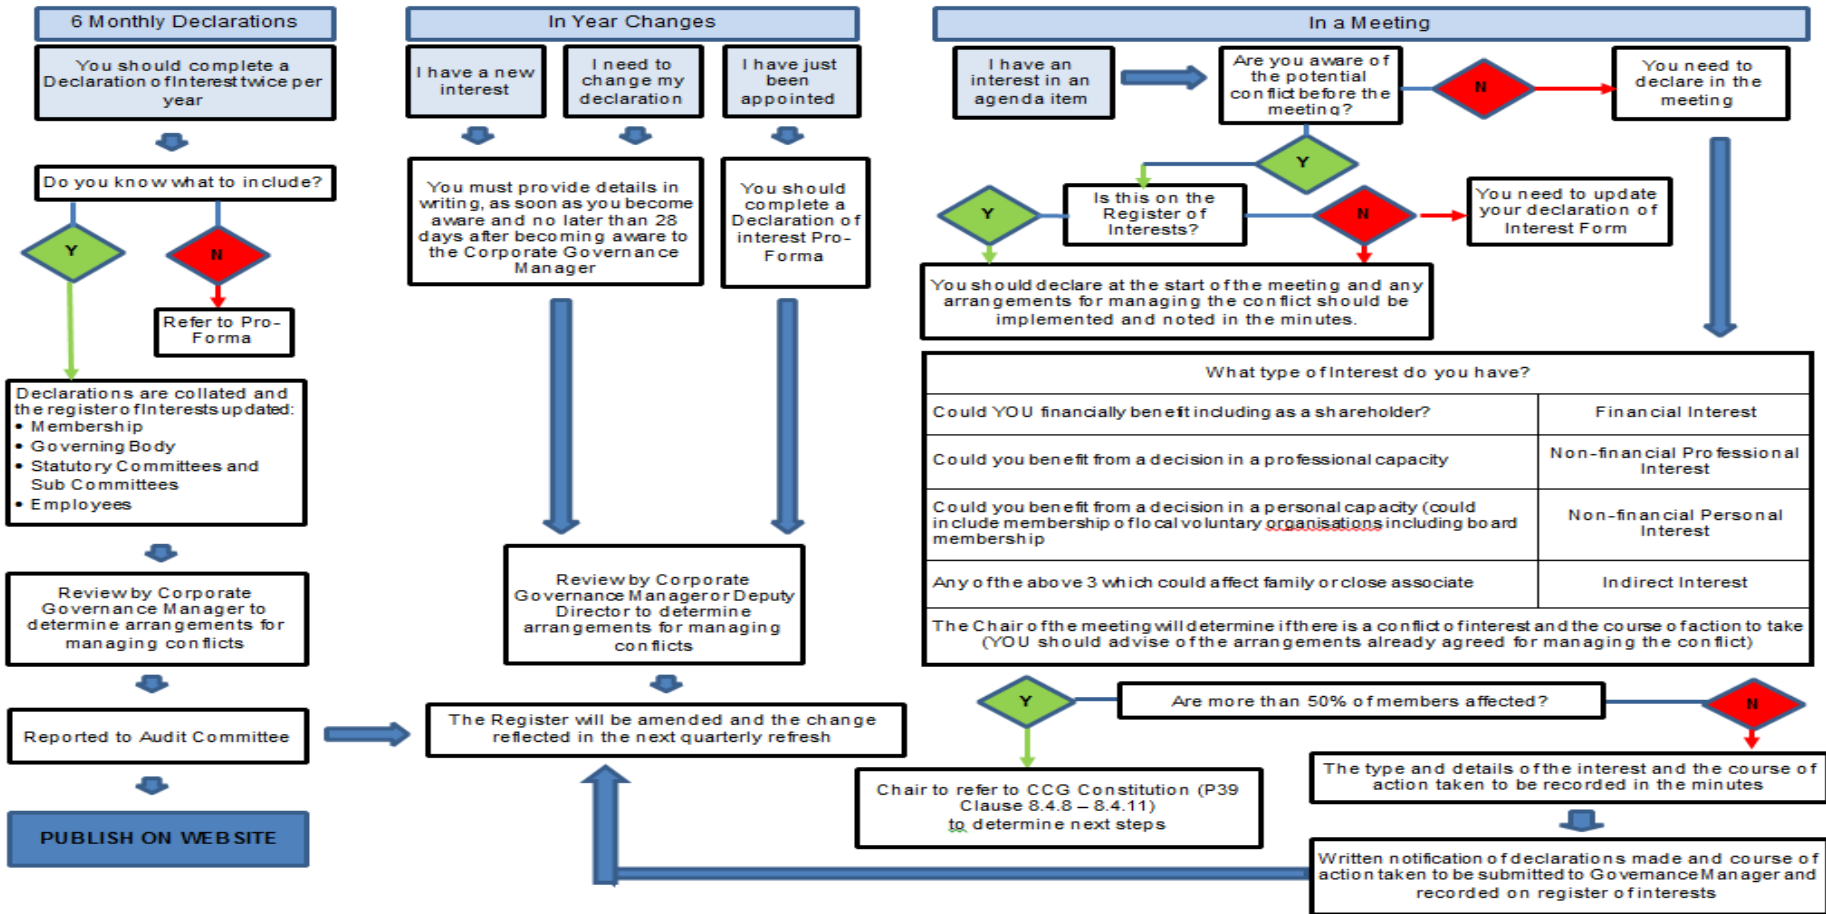 6 Monthly Declarations
You should complete a
Declaration of Interest twice per
year
Do you know what to include?
Y
N
Refer to Pro-
Forma
Declarations are collated and
the register of Interests updated:
• Membership
• Governing Body
• Statutory Committees and
Sub Committees
• Employees
Review by Corporate
Governance Manager to
determine arrangements for
managing conflicts
Reported to Audit Committee
PUBLISH ON WEBSITE
In Year Changes
I have a new
interest
I need to
change my
declaration
I have just
been
appointed
You must provide details in
writing, as soon as you become
aware and no later than 28
days after becoming aware to
the Corporate Governance
Manager
You should
complete a
Declaration of
interest Pro-
Forma
Review by Corporate
Governance Manager or Deputy
Director to determine
arrangements for managing
conflicts
The Register will be amended and the change
reflected in the next quarterly refresh
In a Meeting
I have an
interest in an
agenda item
Are you aware of
the potential
conflict before the
meeting?
N
You need to
declare in the
meeting
Y
Y
Is this on the
Register of
Interests?
N
You need to update
your declaration of
Interest Form
You should declare at the start of the meeting and any
arrangements for managing the conflict should be
implemented and noted in the minutes.
What type of Interest do you have?
Could YOU financially benefit including as a shareholder?
Financial Interest
Could you benefit from a decision in a professional capacity
Non-financial Professional
Interest
Could you benefit from a decision in a personal capacity (could
include membership of local voluntary organisations including board
membership
Non-financial Personal
Interest
Any of the above 3 which could affect family or close associate
Indirect Interest
The Chair of the meeting will determine if there is a conflict of interest and the course of action to take
(YOU should advise of the arrangements already agreed for managing the conflict)
Y
Are more than 50% of members affected?
N
Chair to refer to CCG Constitution (P39
Clause 8.4.8 – 8.4.11)
to determine next steps
The type and details of the interest and the course of
action taken to be recorded in the minutes
Written notification of declarations made and course of
action taken to be submitted to Governance Manager and
recorded on register of interests